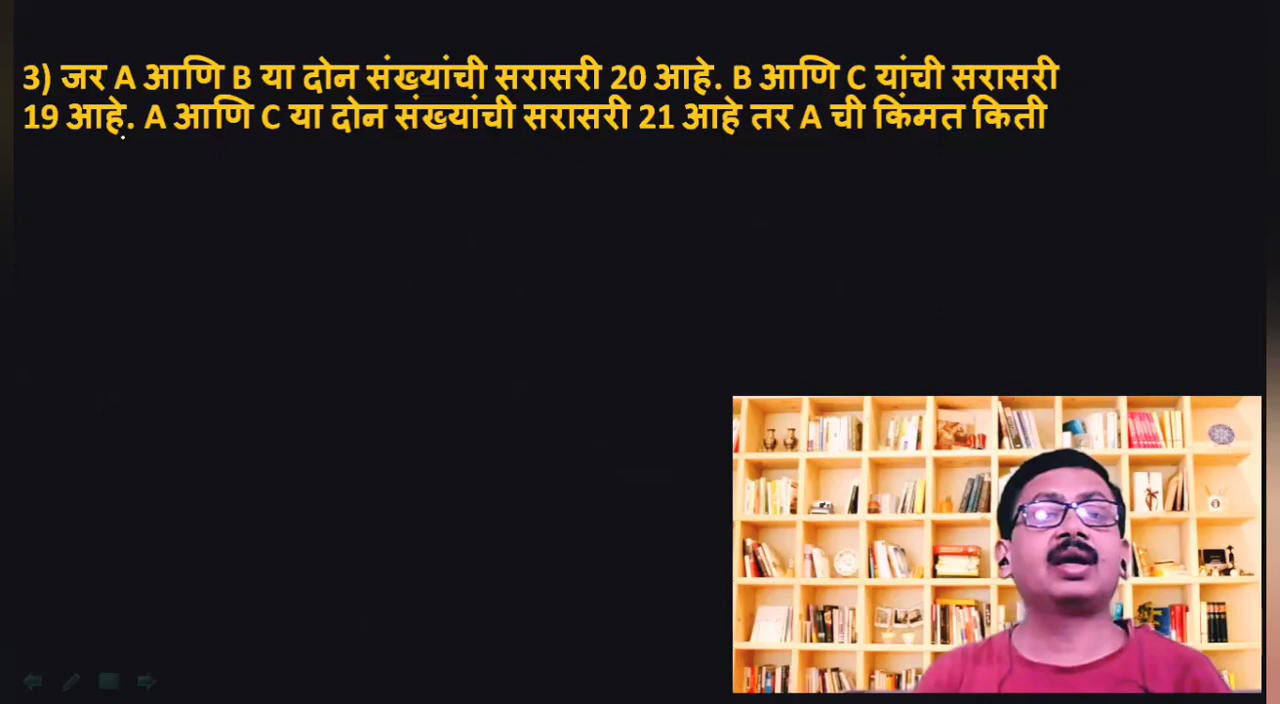 3) जर A आणि B या दोन संख्यांची सरासरी 20 आहे. B आणि C यांची सरासरी
19 आहे. A आणि C या दोन संख्यांची सरासरी 21 आहे तर A ची किंमत किती